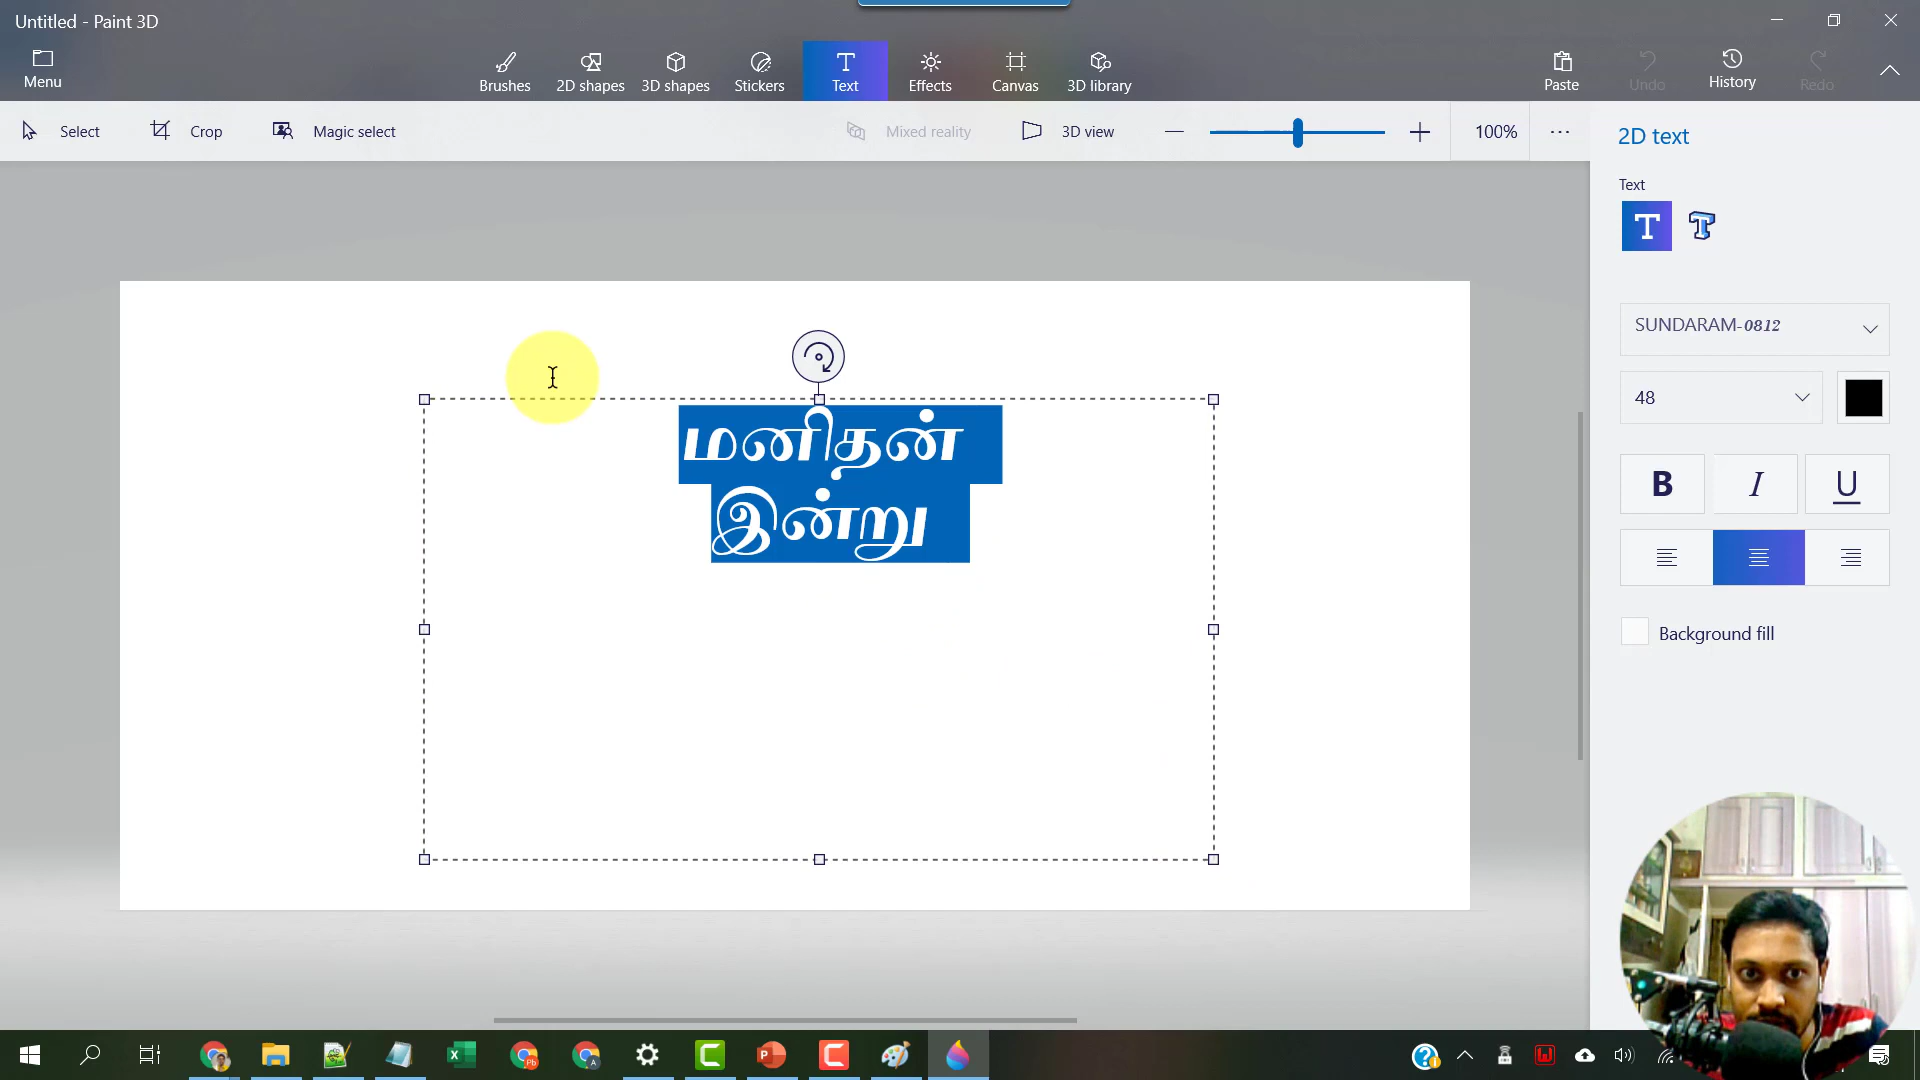 Untitled - Paint 3D
Menu
Brushes
2D shapes
3D shapes
Stickers
Text
Effects
Canvas
3D library
Paste
Undo
History
Redo
Select
Crop
Magic select
Mixed reality
3D view
100%
2D text
Text
SUNDARAM-0812
48
B
I
U
Background fill
மனிதன்
இன்று